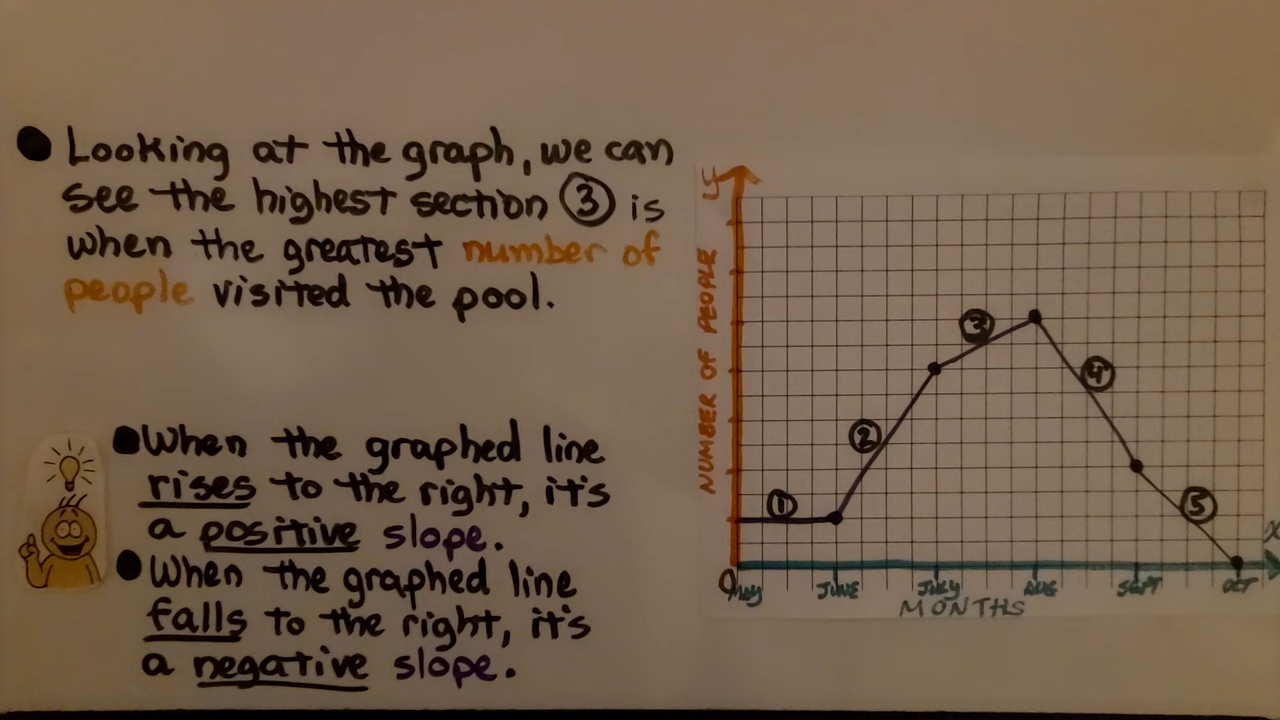 Looking at the graph, we can
see the highest section ③ is
when the greatest number of
people visited the pool.
When the graphed line
rises to the right, it's
a positive slope.
When the graphed line
falls to the right, it's
a negative slope.
y
NUMBER OF PEOPLE
①
②
③
④
⑤
0
MAY JUNE JULY AUG SEPT OCT
X
MONTHS